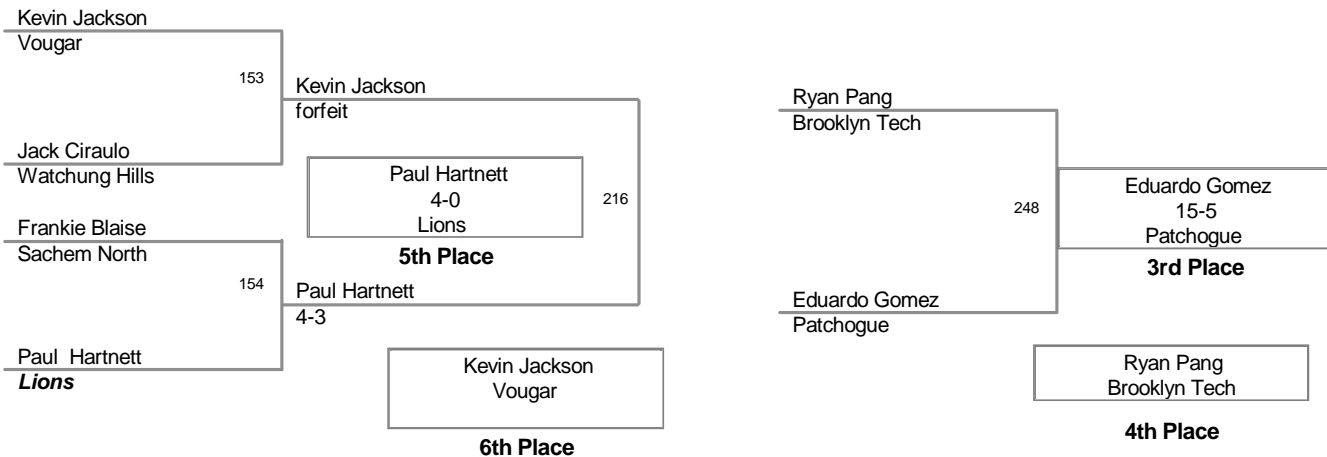 Kevin Jackson
Vougar
153
Kevin Jackson
forfeit
Jack Ciraulo
Watchung Hills
Paul Hartnett
4-0
Lions
5th Place
216
Frankie Blaise
Sachem North
154
Paul Hartnett
4-3
Paul Hartnett
Lions
Kevin Jackson
Vougar
6th Place
Ryan Pang
Brooklyn Tech
248
Eduardo Gomez
15-5
Patchogue
3rd Place
Eduardo Gomez
Patchogue
Ryan Pang
Brooklyn Tech
4th Place